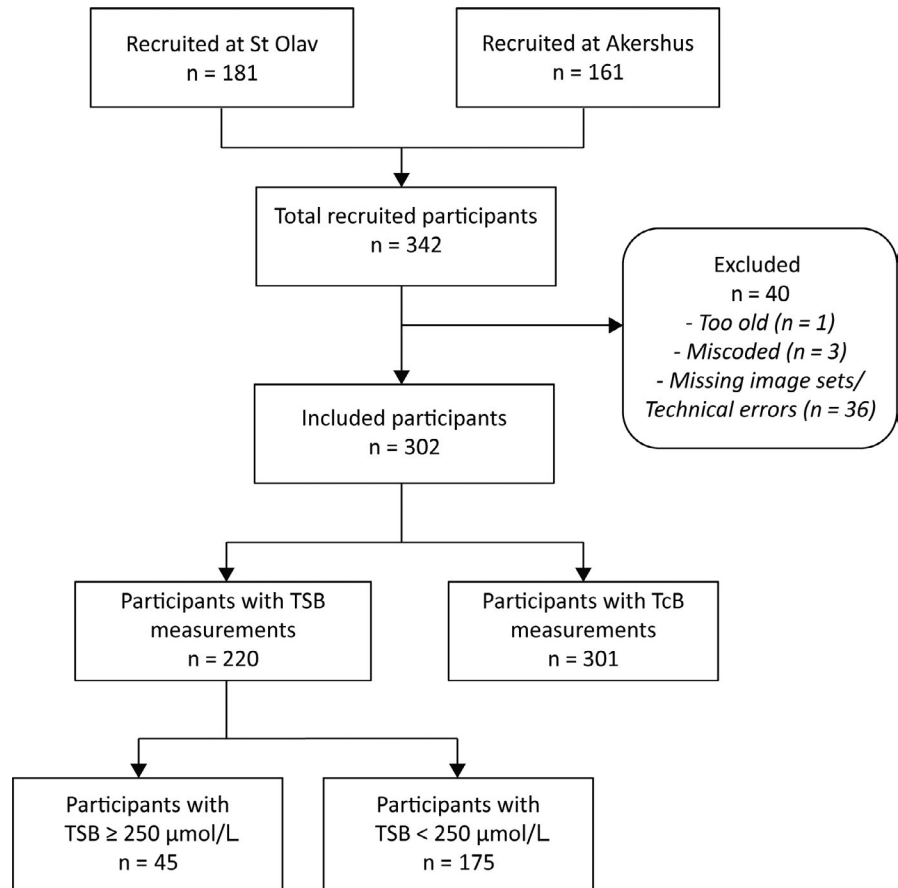 Recruited at St Olav
n = 181
Recruited at Akershus
n = 161
Total recruited participants
n = 342
Excluded
n = 40
- Too old (n = 1)
- Miscoded (n = 3)
- Missing image sets/
Technical errors (n = 36)
Included participants
n = 302
Participants with TSB
measurements
n = 220
Participants with TcB
measurements
n = 301
Participants with
TSB ≥ 250 μmol/L
n = 45
Participants with
TSB < 250 μmol/L
n = 175